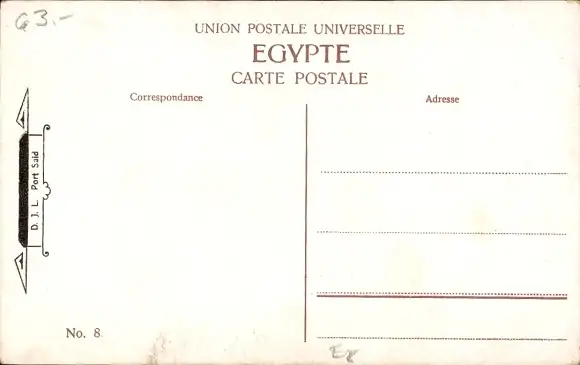 63.-
UNION POSTALE UNIVERSELLE
EGYPTE
CARTE POSTALE
Correspondance
Adresse
D. J. L. Port Said
No. 8